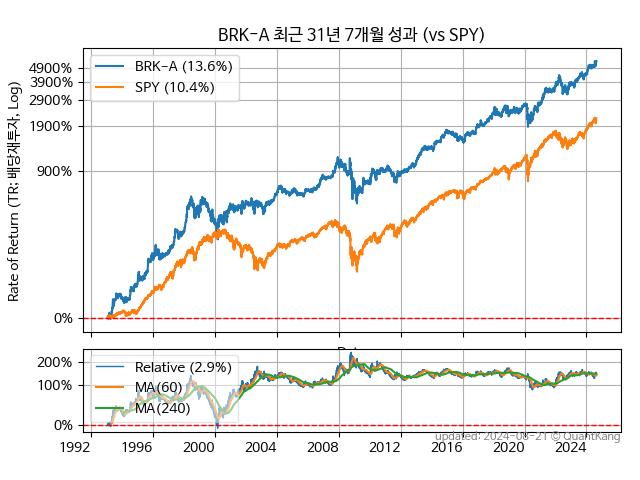 BRK-A 최근 31년 7개월 성과 (vs SPY)
BRK-A (13.6%)
SPY (10.4%)
4900%
3900%
2900%
1900%
900%
0%
Rate of Return (TR; 배당재투자, Log)
Relative (2.9%)
MA(60)
MA(240)
200%
100%
0%
1992 1996 2000 2004 2008 2012 2016 2020 2024
updated: 2024-08-21 © QuantKang